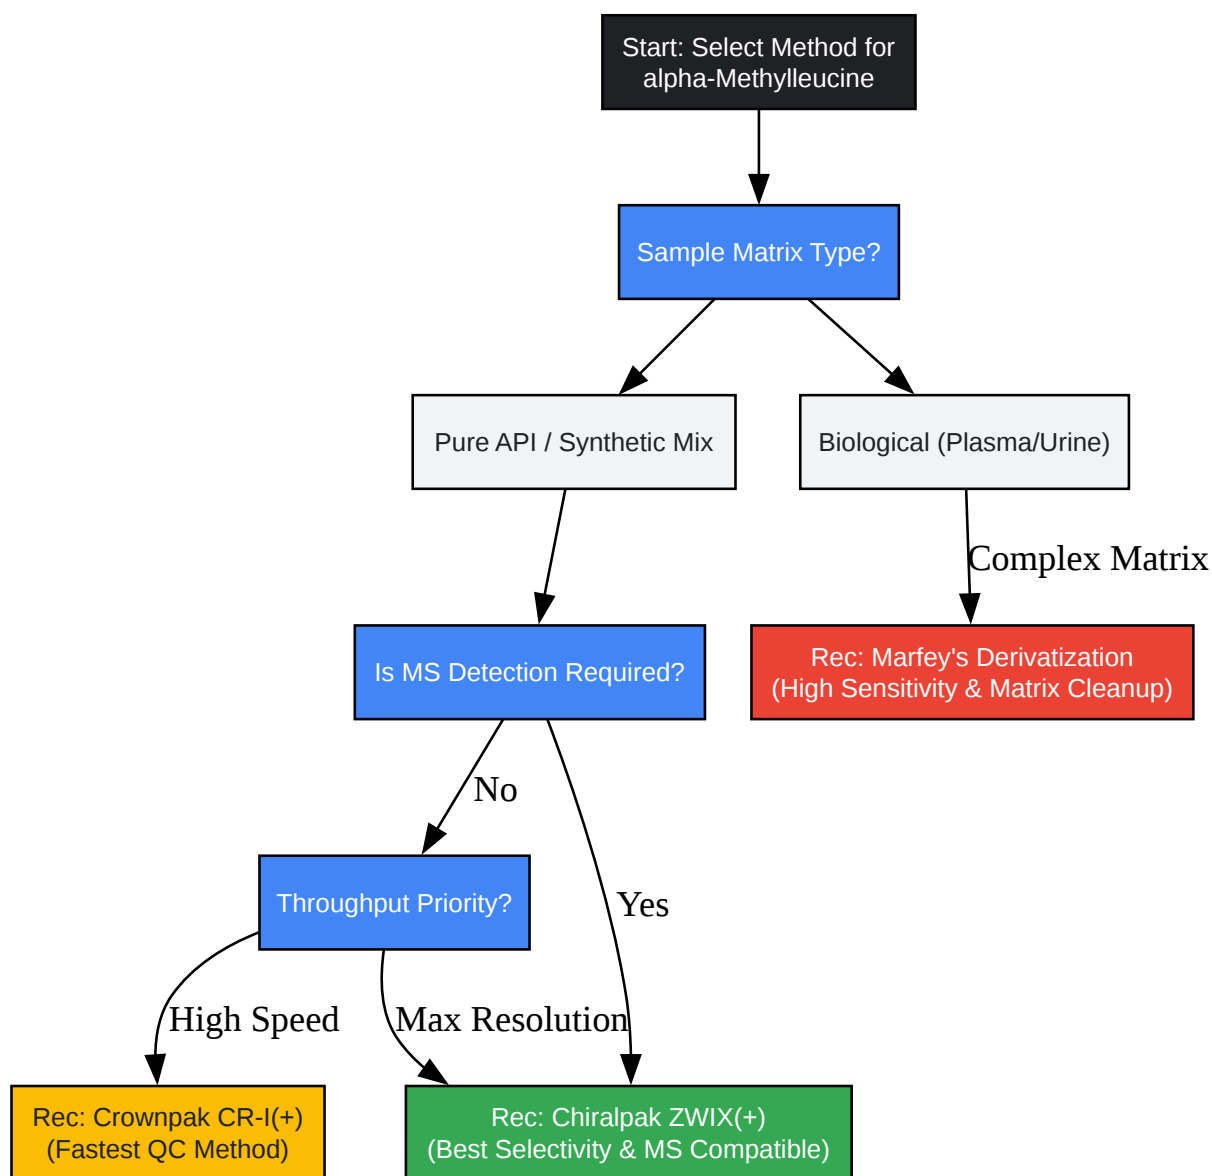 Start: Select Method for
alpha-Methylleucine
Sample Matrix Type?
Pure API / Synthetic Mix
Biological (Plasma/Urine)
Complex Matrix
Is MS Detection Required?
Rec: Marfey's Derivatization
(High Sensitivity & Matrix Cleanup)
No
Throughput Priority?
Yes
High Speed
Max Resolution
Rec: Crownpak CR-I(+)
(Fastest QC Method)
Rec: Chiralpak ZWIX(+)
(Best Selectivity & MS Compatible)